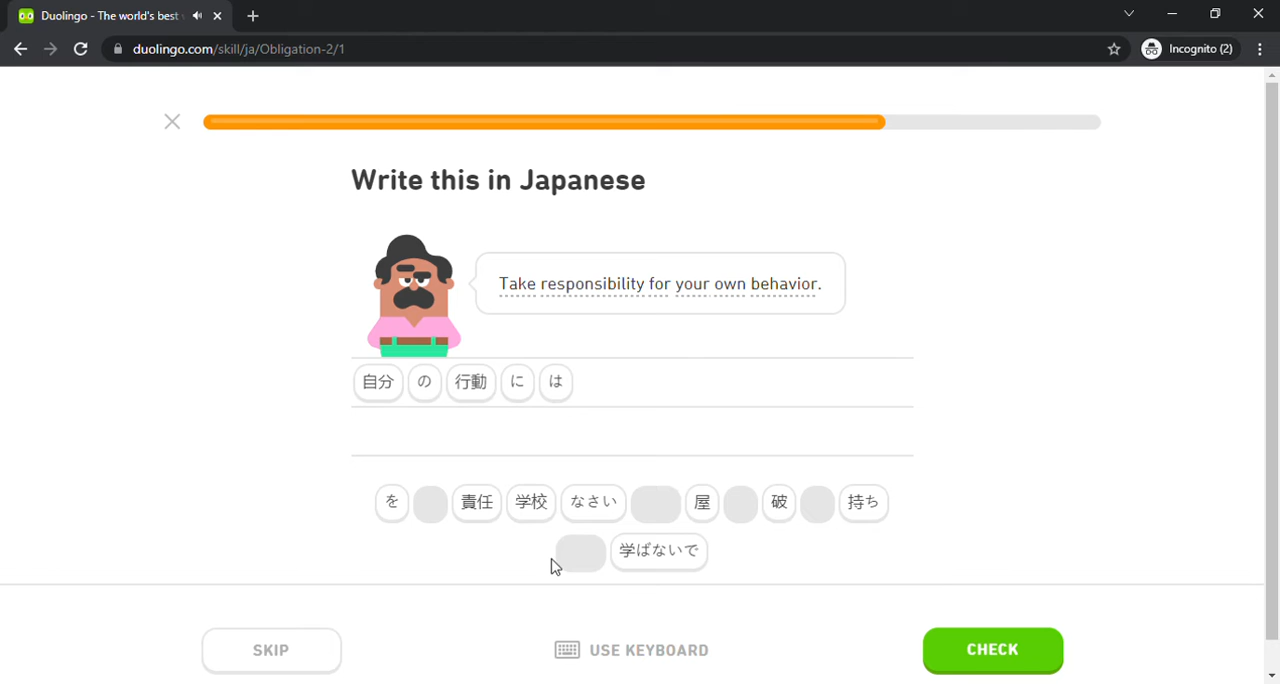 Duolingo - The world's best
duolingo.com/skill/ja/Obligation-2/1
Incognito (2)
Write this in Japanese
Take responsibility for your own behavior.
自分 の 行動 に は
を 責任 学校 なさい 屋 破 持ち
学ばないで
SKIP
USE KEYBOARD
CHECK